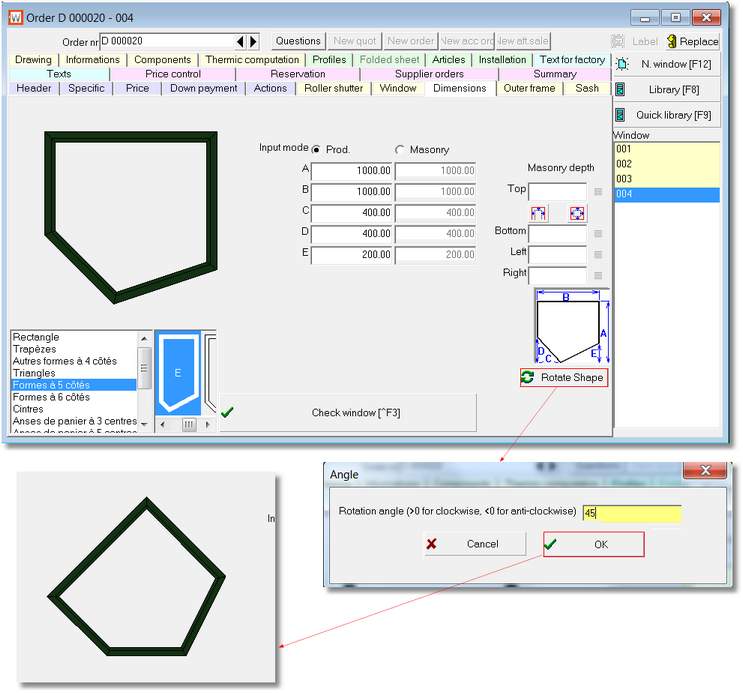 W Order D 000020 - 004
Order nr D 000020 Questions New quot New order New acc ord New aft.sale Label Replace
Drawing Informations Components Thermic computation Profiles Folded sheet Articles Installation Text for factory
N. window [F12]
Texts Price control Reservation Supplier orders Summary
Header Specific Price Down payment Actions Roller shutter Window Dimensions Outer frame Sash
Library [F8]
Quick library [F9]
Window
001
002
003
004
Input mode Prod. Masonry
A 1000.00 1000.00
B 1000.00 1000.00
C 400.00 400.00
D 400.00 400.00
E 200.00 200.00
Masonry depth
Top
Bottom
Left
Right
B
A
D
E
C
Rotate Shape
Rectangle
Trapèzes
Autres formes à 4 côtés
Triangles
Formes à 5 côtés
Formes à 6 côtés
Cintres
Anses de panier à 3 centres
Anses de panier à 5 centres
E
Check window [^F3]
Angle
Rotation angle (>0 for clockwise, <0 for anti-clockwise) 45
Cancel OK
In